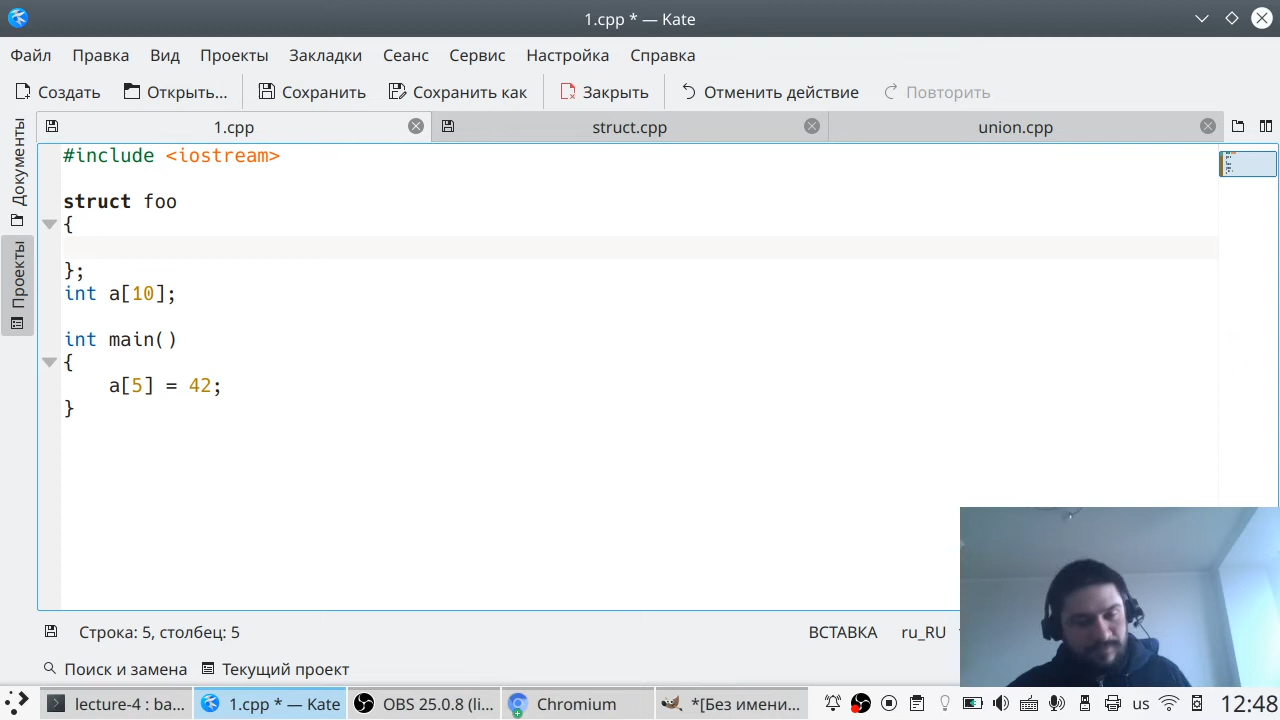 1.cpp * — Kate
Файл Правка Вид Проекты Закладки Сеанс Сервис Настройка Справка
Создать Открыть... Сохранить Сохранить как Закрыть Отменить действие Повторить
1.cpp struct.cpp union.cpp
Документы
Проекты
#include <iostream>
struct foo
{
};
int a[10];
int main()
{
a[5] = 42;
}
Строка: 5, столбец: 5 ВСТАВКА ru_RU
Поиск и замена Текущий проект
lecture-4 : ba... 1.cpp * — Kate OBS 25.0.8 (li... Chromium *[Без имени... us 12:48